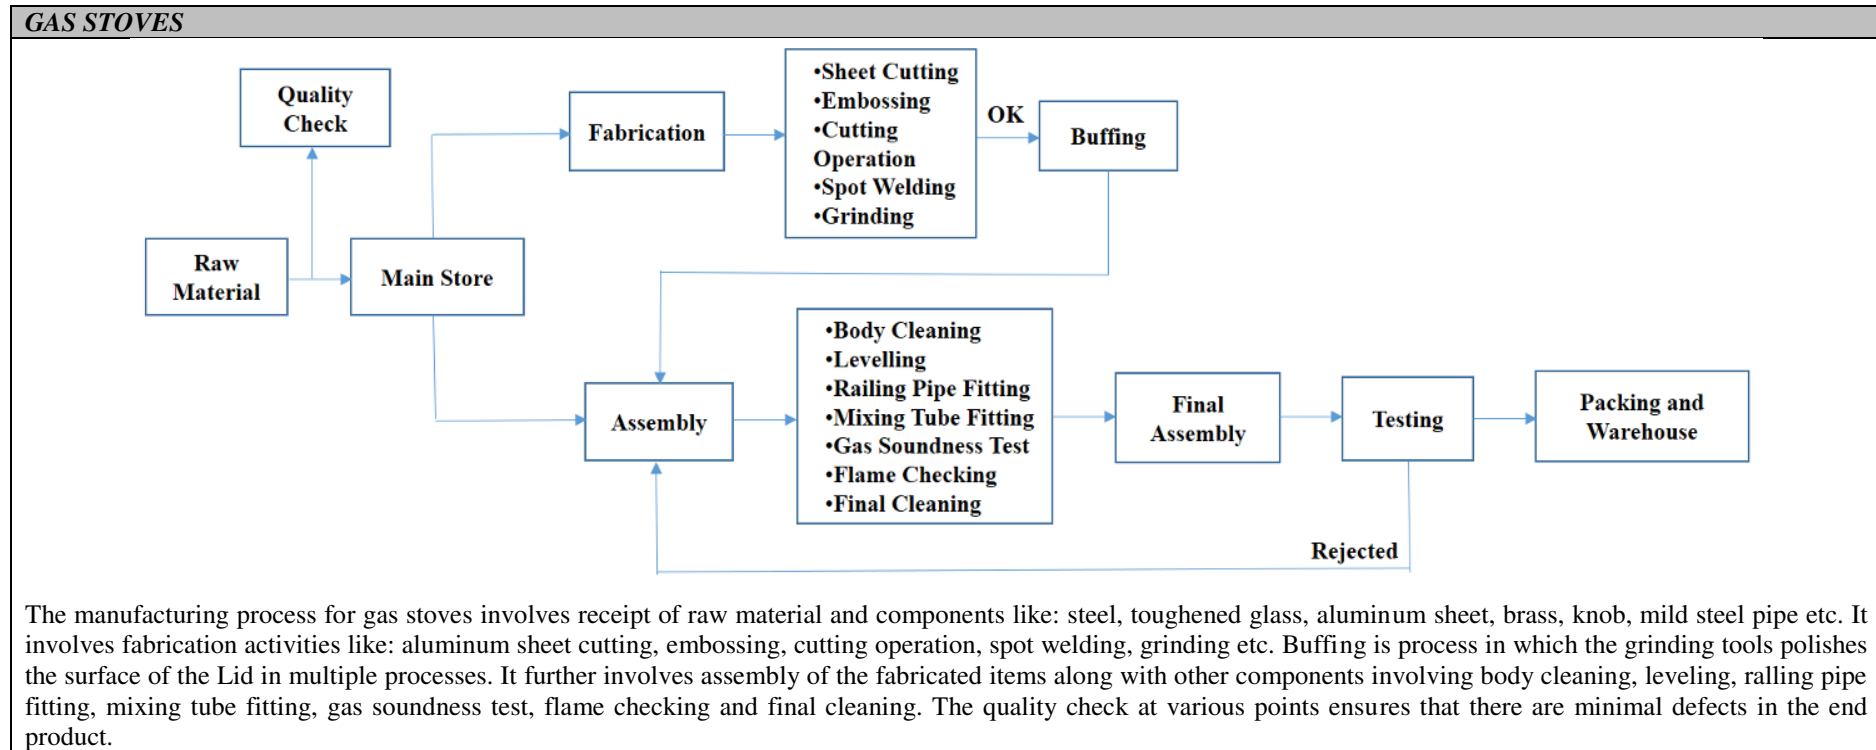 GAS STOVES
Quality
Check
Raw
Material
Main Store
Fabrication
•Sheet Cutting
•Embossing
•Cutting
Operation
•Spot Welding
•Grinding
OK
Buffing
Assembly
•Body Cleaning
•Levelling
•Railing Pipe Fitting
•Mixing Tube Fitting
•Gas Soundness Test
•Flame Checking
•Final Cleaning
Final
Assembly
Testing
Packing and
Warehouse
Rejected
The manufacturing process for gas stoves involves receipt of raw material and components like: steel, toughened glass, aluminum sheet, brass, knob, mild steel pipe etc. It
involves fabrication activities like: aluminum sheet cutting, embossing, cutting operation, spot welding, grinding etc. Buffing is process in which the grinding tools polishes
the surface of the Lid in multiple processes. It further involves assembly of the fabricated items along with other components involving body cleaning, leveling, ralling pipe
fitting, mixing tube fitting, gas soundness test, flame checking and final cleaning. The quality check at various points ensures that there are minimal defects in the end
product.